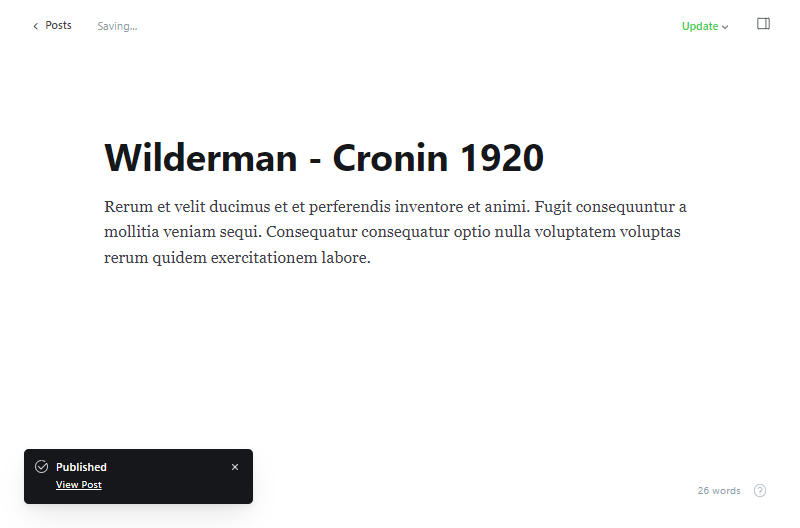 Posts
Saving...
Update
Wilderman - Cronin 1920
Rerum et velit ducimus et et perferendis inventore et animi. Fugit consequuntur a
mollitia veniam sequi. Consequatur consequatur optio nulla voluptatem voluptas
rerum quidem exercitationem labore.
Published
View Post
26 words
?